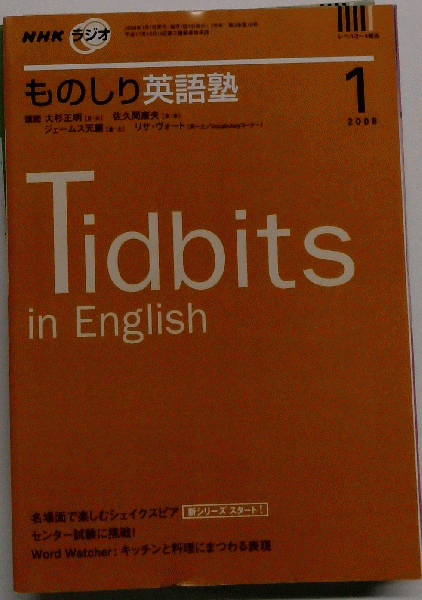 NHK ラジオ
ものしり英語塾
1
2008
講師 大杉正明 佐久間康夫
ジェームス天願 リサ・ヴォート
Tidbits
in English
名場面で楽しむシェイクスピア 新シリーズ スタート!
センター試験に挑戦!
Word Watcher: キッチンと料理にまつわる表現